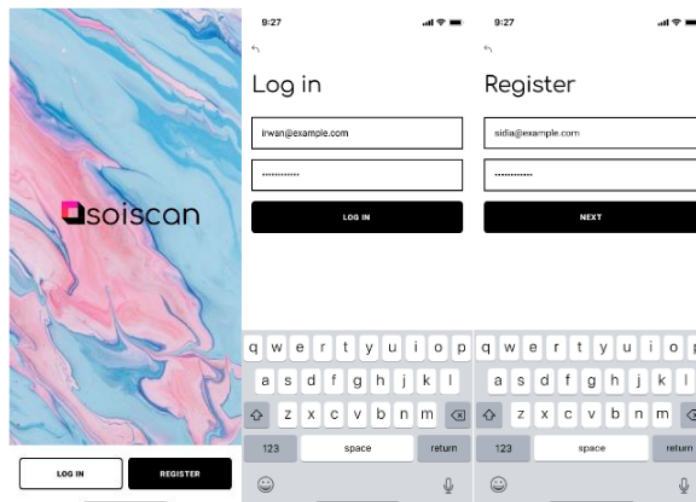 soiscan
LOG IN
REGISTER
9:27
Log in
irwan@example.com
············
LOG IN
q w e r t y u i o p
a s d f g h j k l
z x c v b n m
123 space return
9:27
Register
sidia@example.com
············
NEXT
q w e r t y u i o p
a s d f g h j k l
z x c v b n m
123 space return